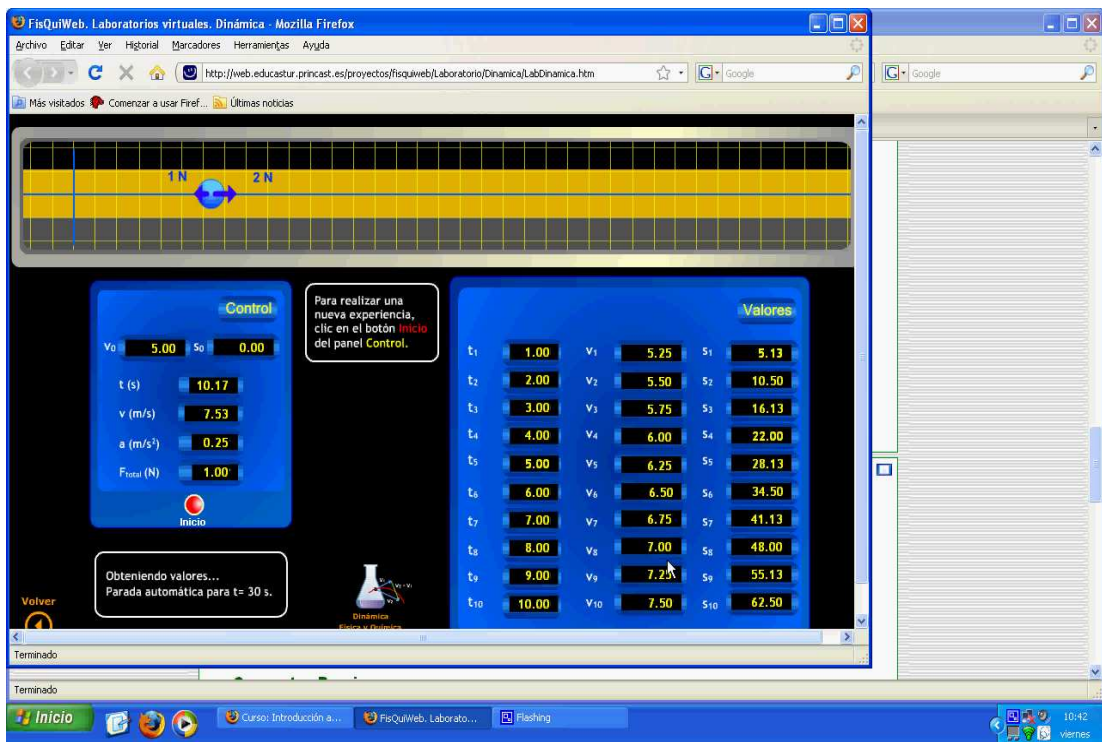 FisQuiWeb. Laboratorios virtuales. Dinámica - Mozilla Firefox
Archivo Editar Ver Historial Marcadores Herramientas Ayuda
http://web.educastur.princast.es/proyectos/fisquiweb/Laboratorio/Dinamica/LabDinamica.htm
G Google
G Google
Más visitados Comenzar a usar Firef... Últimas noticias
1 N 2 N
Control
V₀ 5.00 S₀ 0.00
t (s) 10.17
v (m/s) 7.53
a (m/s²) 0.25
Ftotal (N) 1.00
Inicio
Para realizar una
nueva experiencia,
clic en el botón Inicio
del panel Control.
Valores
t₁ 1.00 V₁ 5.25 S₁ 5.13
t₂ 2.00 V₂ 5.50 S₂ 10.50
t₃ 3.00 V₃ 5.75 S₃ 16.13
t₄ 4.00 V₄ 6.00 S₄ 22.00
t₅ 5.00 V₅ 6.25 S₅ 28.13
t₆ 6.00 V₆ 6.50 S₆ 34.50
t₇ 7.00 V₇ 6.75 S₇ 41.13
t₈ 8.00 V₈ 7.00 S₈ 48.00
t₉ 9.00 V₉ 7.25 S₉ 55.13
t₁₀ 10.00 V₁₀ 7.50 S₁₀ 62.50
Obteniendo valores...
Parada automática para t= 30 s.
Volver
Dinámica
Física y Química
Terminado
Terminado
Inicio
Curso: Introducción a...
FisQuiWeb. Laborato...
Flashing
10:42
viernes